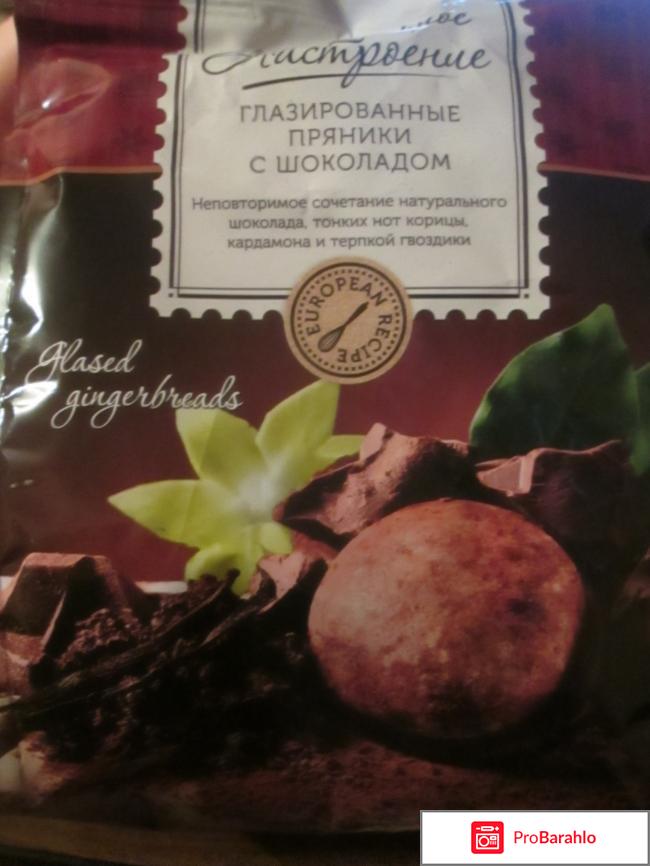 Настроение
ГЛАЗИРОВАННЫЕ
ПРЯНИКИ
С ШОКОЛАДОМ
Неповторимое сочетание натурального
шоколада, тонких нот корицы,
кардамона и терпкой гвоздики
EUROPEAN RECIPE
Glased
gingerbreads
ProBarahlo